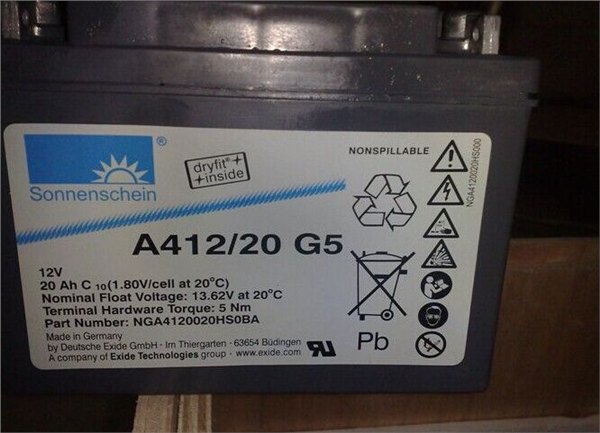 Sonnenschein
®
dryfit
inside
NONSPILLABLE
A412/20 G5
12V
20 Ah C 10 (1.80V/cell at 20°C)
Nominal Float Voltage: 13.62V at 20°C
Terminal Hardware Torque: 5 Nm
Part Number: NGA4120020HS0BA
Made in Germany
by Deutsche Exide GmbH · Im Thiergarten · 63654 Büdingen
A company of Exide Technologies group · www.exide.com
Pb
NGA4120020HS000